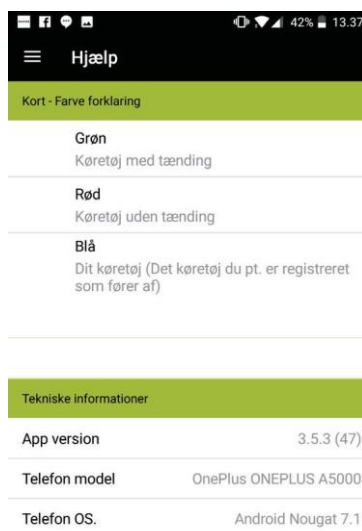 42% 13.37
Hjælp
Kort - Farve forklaring
Grøn
Køretøj med tænding
Rød
Køretøj uden tænding
Blå
Dit køretøj (Det køretøj du pt. er registreret
som fører af)
Tekniske informationer
App version 3.5.3 (47)
Telefon model OnePlus ONEPLUS A5000
Telefon OS. Android Nougat 7.1